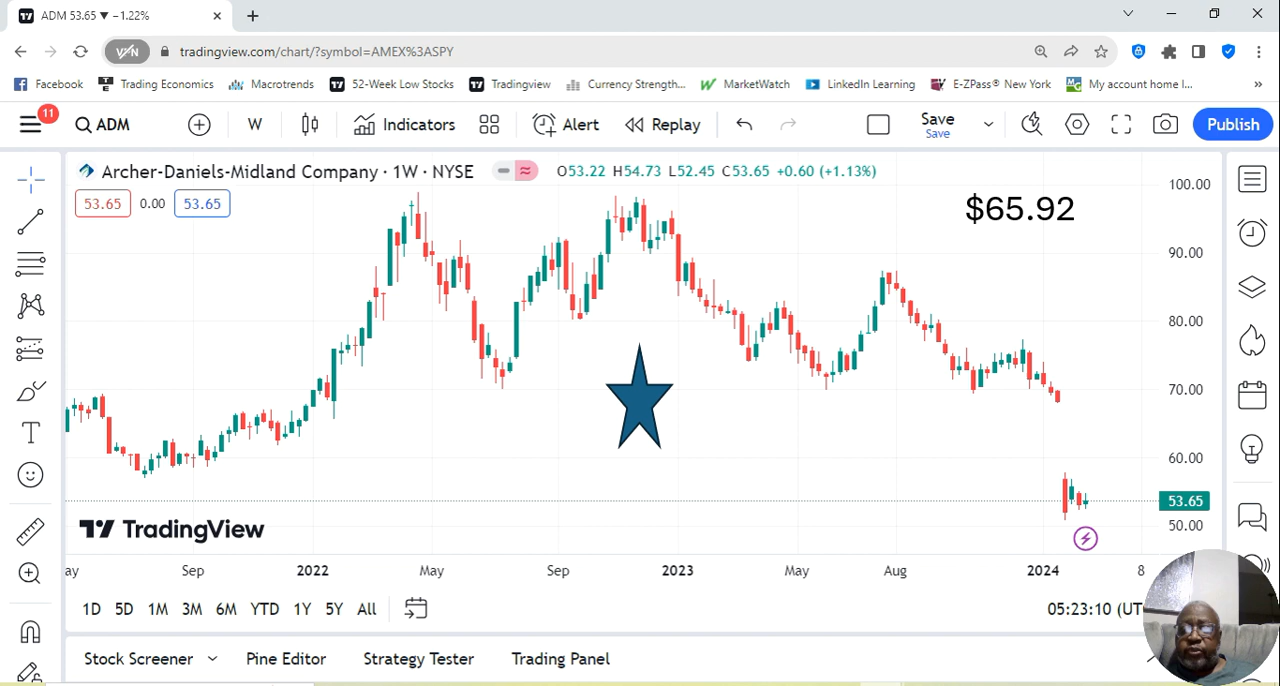 ADM 53.65 ▼ −1.22%
VPN
tradingview.com/chart/?symbol=AMEX%3ASPY
Facebook Trading Economics Macrotrends 52-Week Low Stocks Tradingview Currency Strength... MarketWatch LinkedIn Learning E-ZPass® New York My account home l... »
11
ADM W Indicators Alert Replay Save Publish
Save
Archer-Daniels-Midland Company · 1W · NYSE O53.22 H54.73 L52.45 C53.65 +0.60 (+1.13%)
53.65 0.00 53.65
$65.92
100.00
90.00
80.00
70.00
60.00
53.65
50.00
TradingView
ay Sep 2022 May Sep 2023 May Aug 2024 8
1D 5D 1M 3M 6M YTD 1Y 5Y All 05:23:10 (UT
Stock Screener Pine Editor Strategy Tester Trading Panel